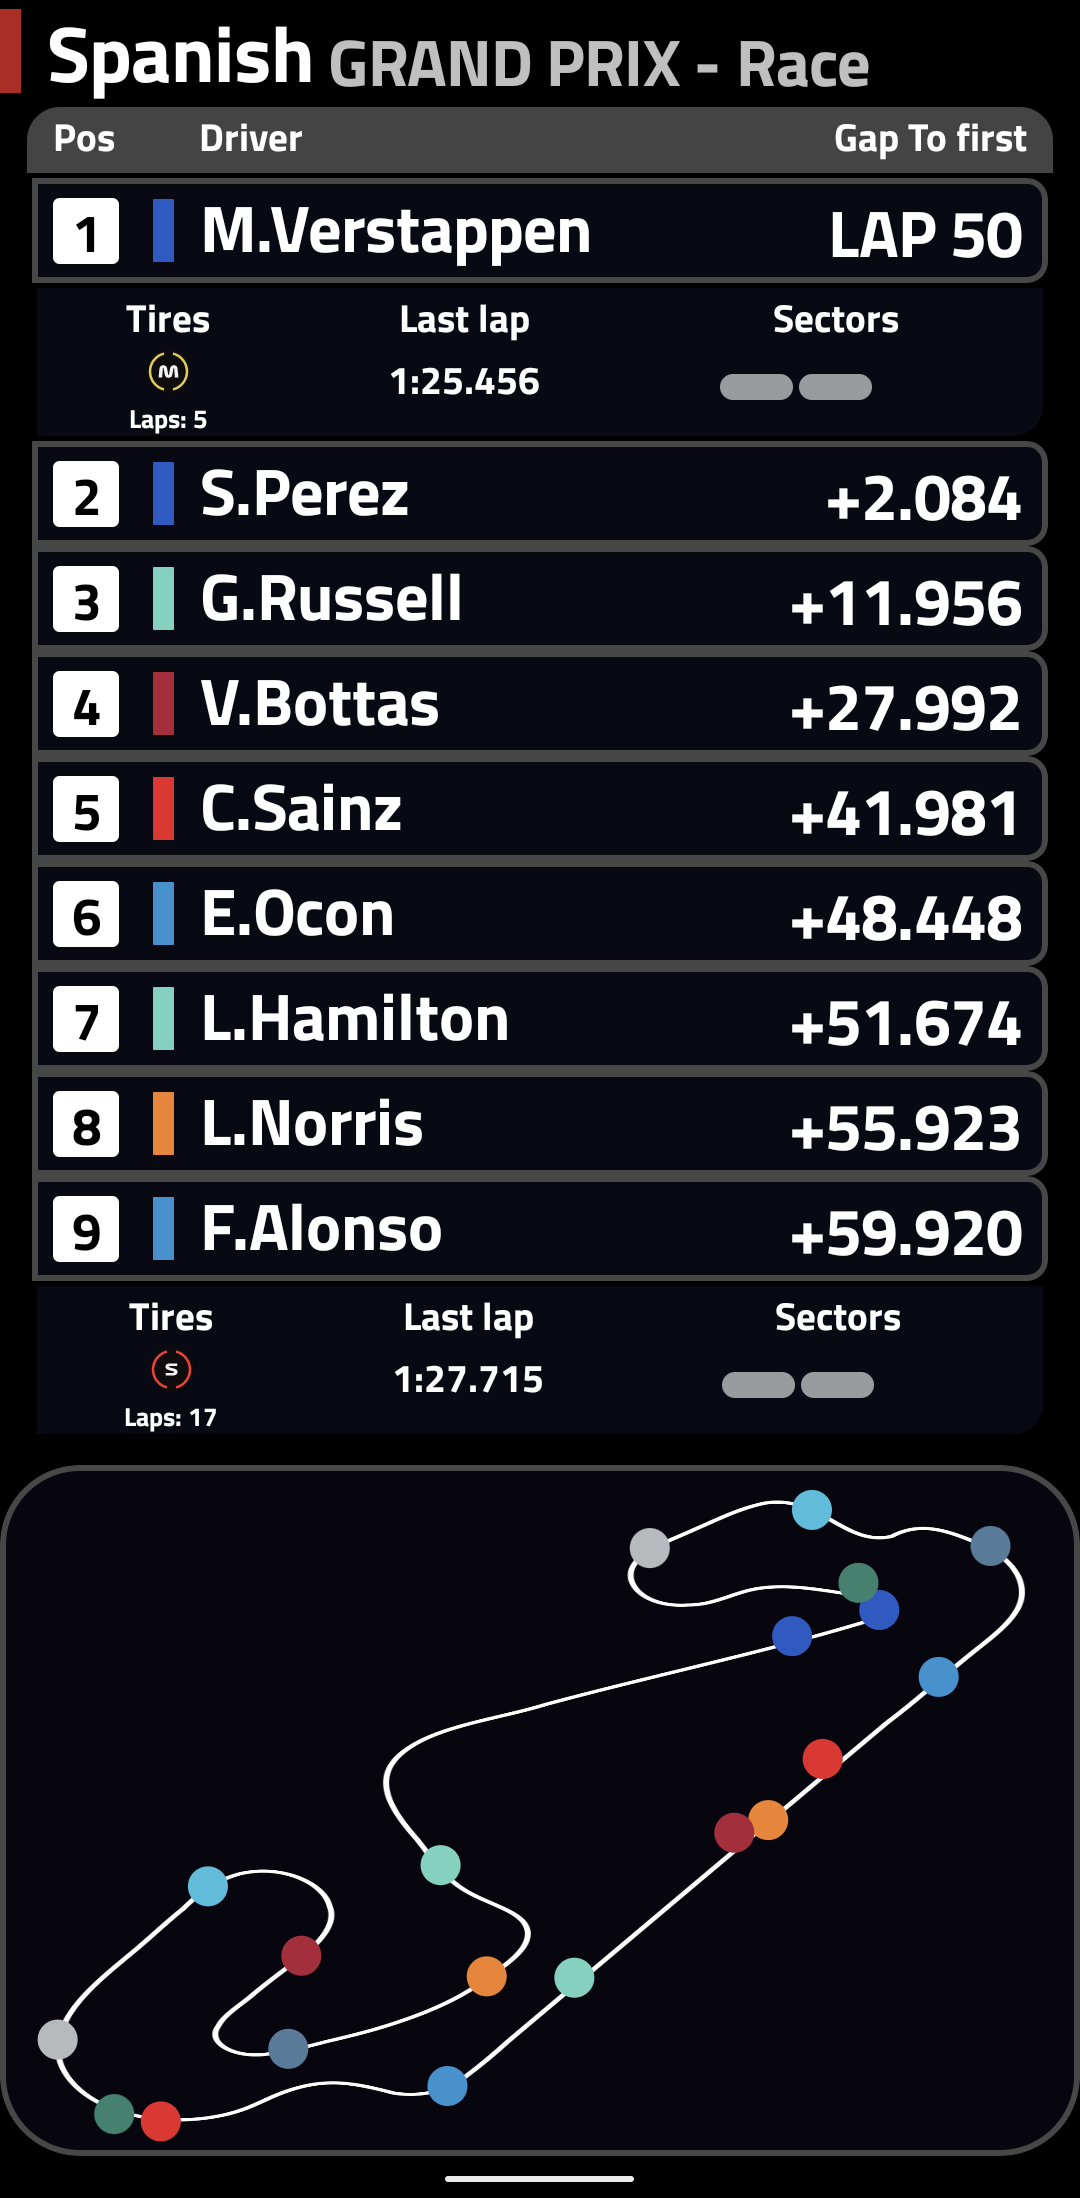 Spanish GRAND PRIX - Race
Pos Driver Gap To first
1 M.Verstappen LAP 50
Tires Last lap Sectors
M 1:25.456
Laps: 5
2 S.Perez +2.084
3 G.Russell +11.956
4 V.Bottas +27.992
5 C.Sainz +41.981
6 E.Ocon +48.448
7 L.Hamilton +51.674
8 L.Norris +55.923
9 F.Alonso +59.920
Tires Last lap Sectors
S 1:27.715
Laps: 17